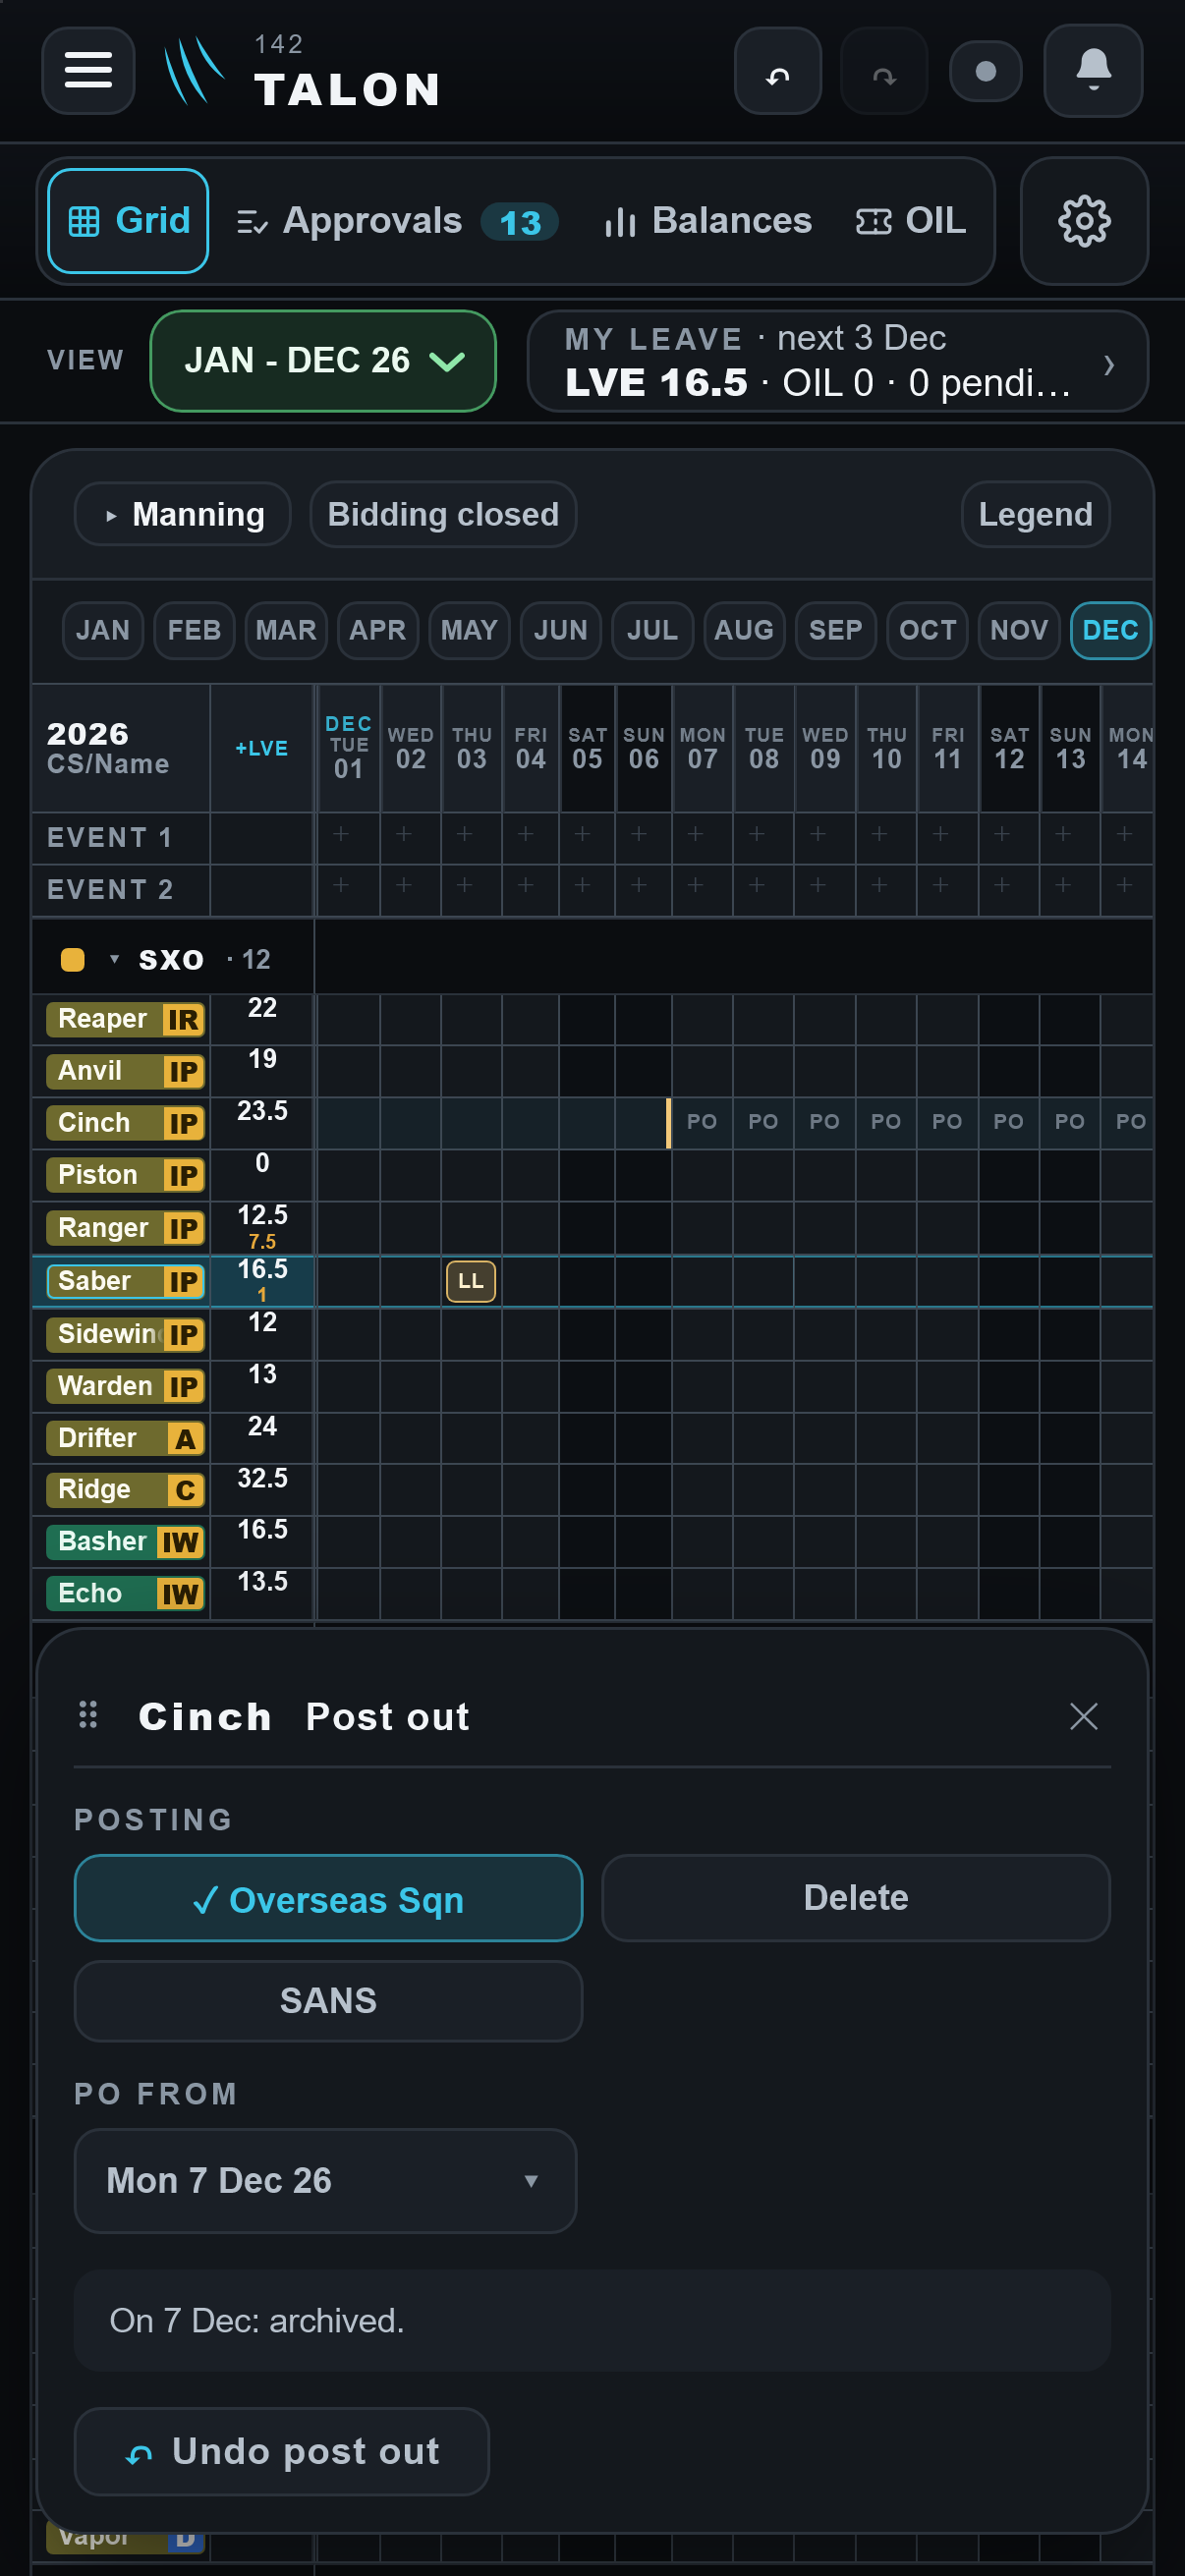 142
TALON
Grid
Approvals 13
Balances
OIL
VIEW
JAN - DEC 26
MY LEAVE · next 3 Dec
LVE 16.5 · OIL 0 · 0 pendi…
Manning
Bidding closed
Legend
JAN FEB MAR APR MAY JUN JUL AUG SEP OCT NOV DEC
2026
CS/Name
+LVE
DEC
TUE WED THU FRI SAT SUN MON TUE WED THU FRI SAT SUN MON
01 02 03 04 05 06 07 08 09 10 11 12 13 14
EVENT 1 + + + + + + + + + + + + + +
EVENT 2 + + + + + + + + + + + + + +
SXO · 12
Reaper IR 22
Anvil IP 19
Cinch IP 23.5 PO PO PO PO PO PO PO PO
Piston IP 0
Ranger IP 12.5
7.5
Saber IP 16.5 LL
1
Sidewin IP 12
Warden IP 13
Drifter A 24
Ridge C 32.5
Basher IW 16.5
Echo IW 13.5
Cinch Post out
POSTING
✓ Overseas Sqn
Delete
SANS
PO FROM
Mon 7 Dec 26
On 7 Dec: archived.
Undo post out
Vapor D